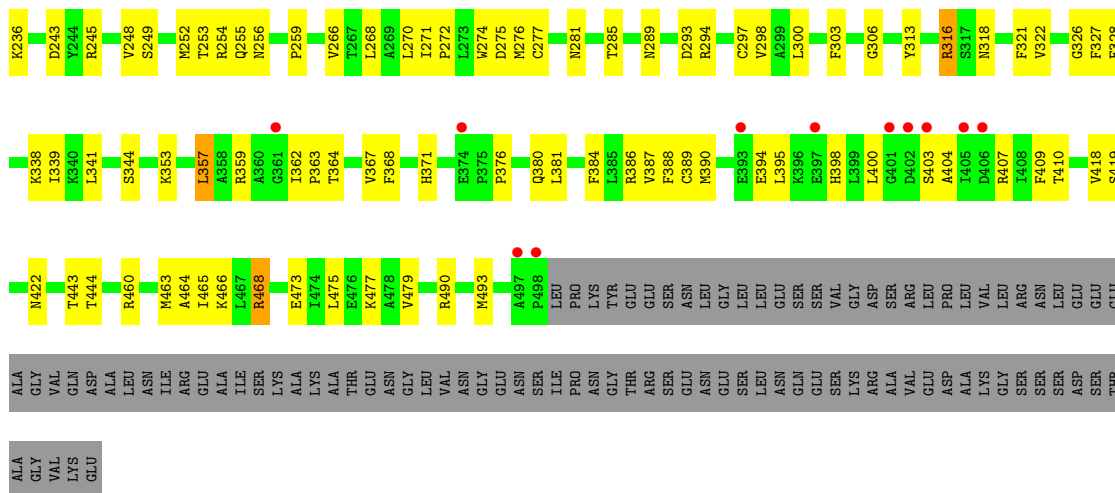 K236 D243 Y244 R245 V248 S249 M252 T253 R254 Q255 N256 P259 V266 T267 L268 A269 L270 I271 P272 L273 W274 D275 M276 C277 N281 T285 N289 D293 R294 C297 V298 A299 L300 F303 G306 Y313 R316 S317 N318 F321 V322 G326 F327
K338 I339 K340 L341 S344 K353 L357 A358 R359 A360 G361 I362 P363 T364 V367 F368 H371 E374 P375 P376 Q380 L381 F384 L385 R386 V387 F388 C389 M390 E393 E394 L395 K396 E397 H398 L399 L400 G401 D402 S403 A404 I405 D406 R407 I408 F409 T410 V418 S419
N422 T443 T444 R460 M463 A464 I465 K466 L467 R468 E473 I474 L475 E476 K477 A478 V479 R490 M493 A497 P498 LEU PRO LYS TYR GLU GLU SER ASN LEU GLY LEU LEU GLU SER SER VAL GLY ASP SER ARG LEU PRO LEU VAL LEU ARG ASN LEU GLU GLU GLU
ALA GLY VAL GLN ASP ALA LEU ASN ILE ARG GLU ALA ILE SER LYS ALA LYS ALA THR GLU ASN GLY LEU VAL ASN GLY GLU ASN SER ILE PRO ASN GLY THR ARG SER GLU ASN GLU SER LEU ASN GLN GLU SER LYS ARG ALA VAL GLU ASP ALA LYS GLY SER SER SER ASP SER THR
ALA GLY VAL LYS GLU